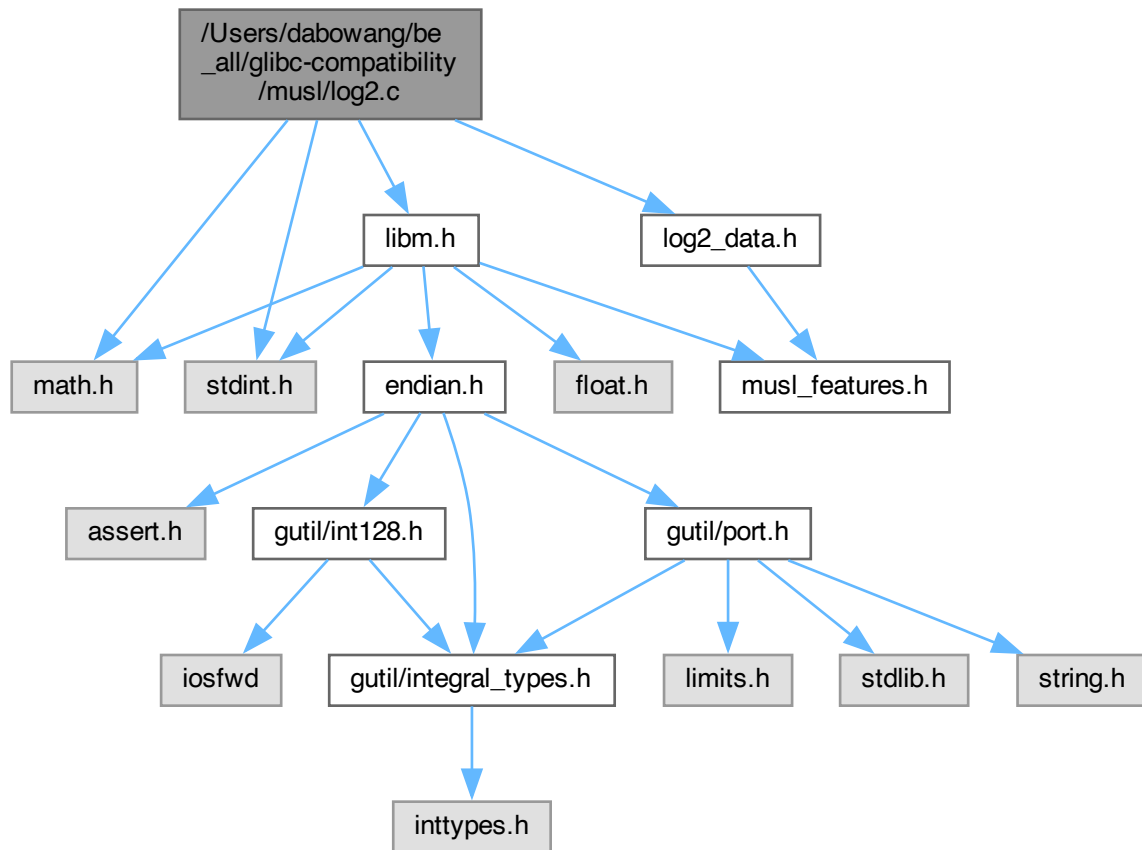 /Users/dabowang/be
_all/glibc-compatibility
/musl/log2.c
libm.h
log2_data.h
math.h
stdint.h
endian.h
float.h
musl_features.h
assert.h
gutil/int128.h
gutil/port.h
iosfwd
gutil/integral_types.h
limits.h
stdlib.h
string.h
inttypes.h